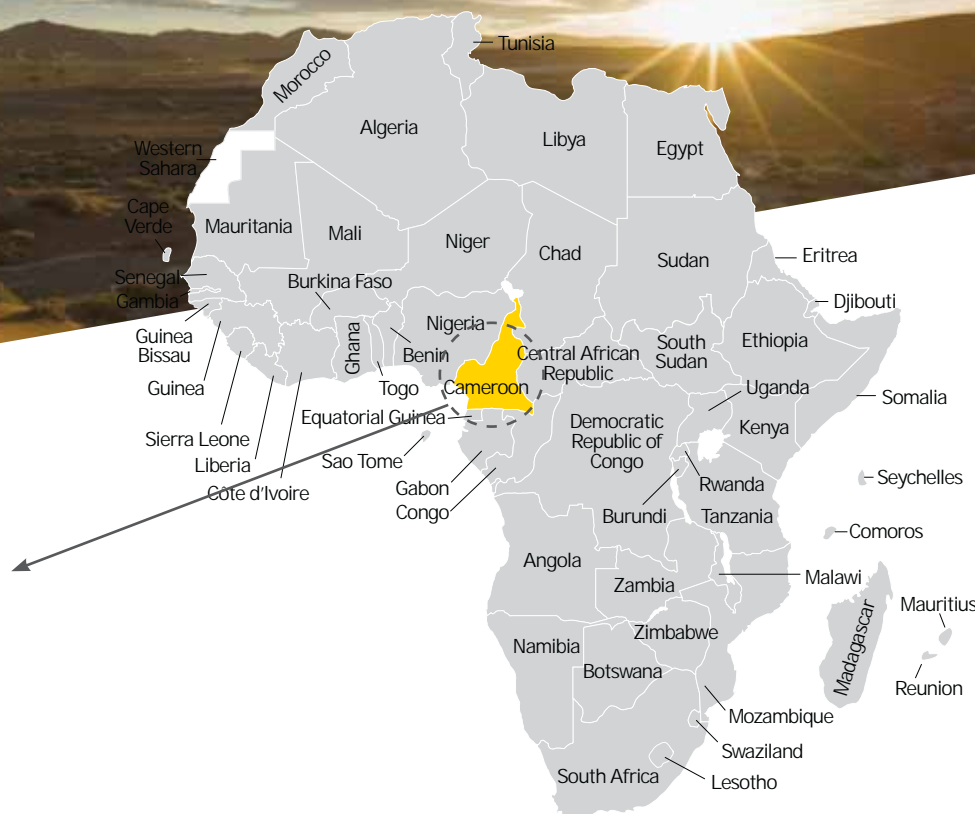 Tunisia
Morocco
Algeria
Libya
Egypt
Western
Sahara
Cape
Verde
Mauritania
Mali
Niger
Chad
Sudan
Eritrea
Senegal
Gambia
Burkina Faso
Djibouti
Guinea
Bissau
Nigeria
Ghana
Benin
Togo
Central African
Republic
South
Sudan
Ethiopia
Guinea
Cameroon
Uganda
Somalia
Equatorial Guinea
Democratic
Republic of
Congo
Kenya
Sierra Leone
Liberia
Côte d'Ivoire
Sao Tome
Gabon
Congo
Rwanda
Seychelles
Burundi
Tanzania
Comoros
Angola
Zambia
Malawi
Mauritius
Madagascar
Zimbabwe
Namibia
Botswana
Reunion
Mozambique
Swaziland
South Africa
Lesotho